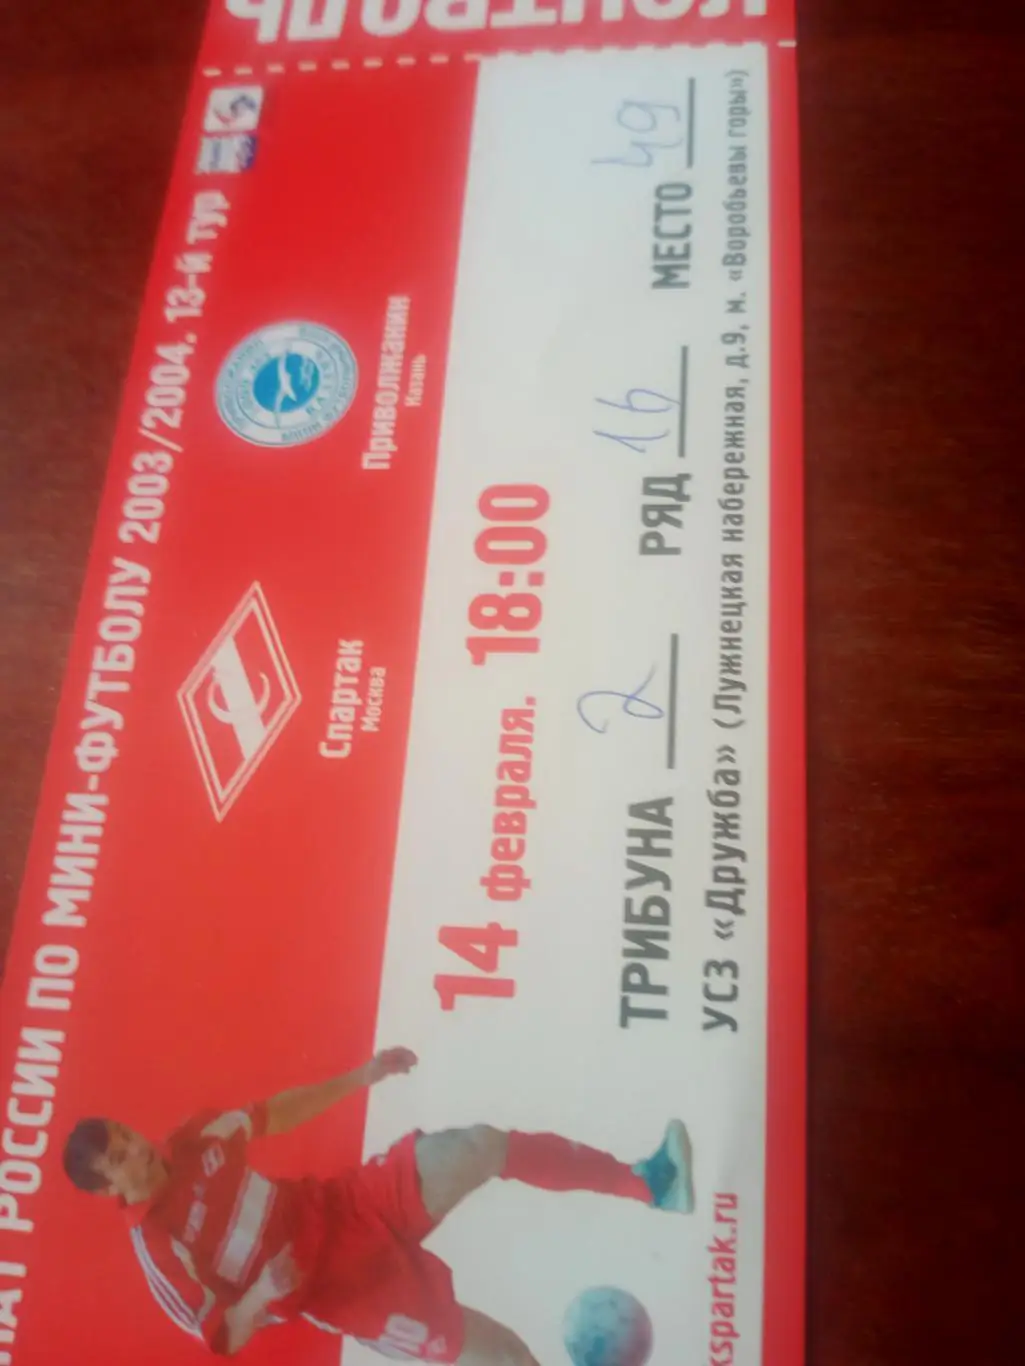 КОНТРОЛЬ
РОССИИ ПО МИНИ-ФУТБОЛУ 2003/2004. 13-й тур
Спартак
Москва
Приволжанин
Казань
14 февраля. 18:00
ТРИБУНА 2 РЯД 16 МЕСТО 49
УСЗ «Дружба» (Лужнецкая набережная, д.9, м. «Воробьевы горы»)
spartak.ru